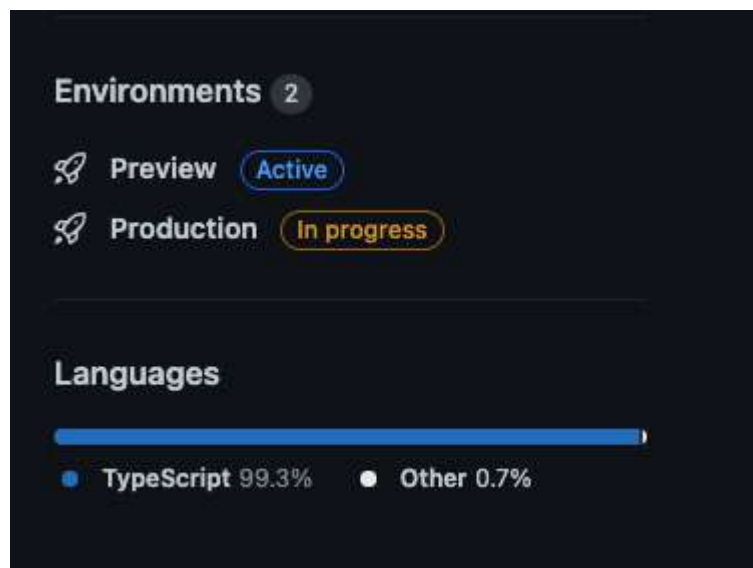 Environments 2
Preview Active
Production In progress
Languages
TypeScript 99.3% Other 0.7%